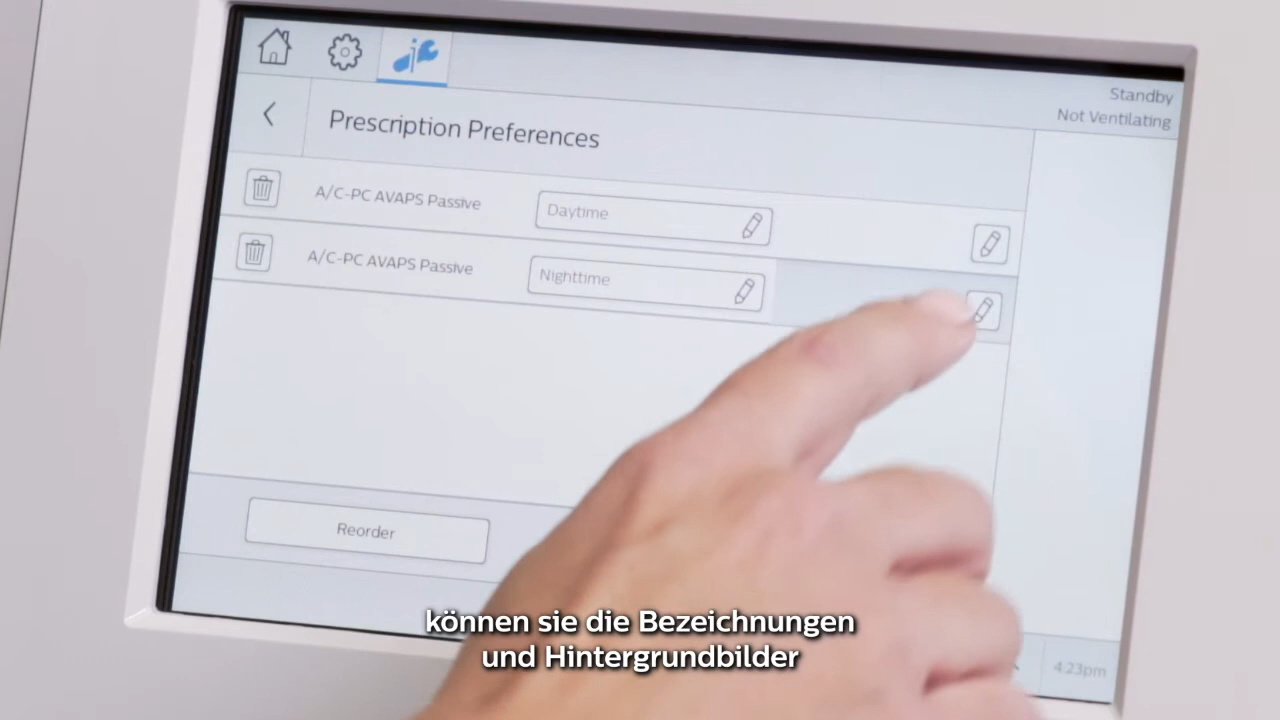 Standby
Not Ventilating
Prescription Preferences
A/C-PC AVAPS Passive
Daytime
A/C-PC AVAPS Passive
Nighttime
Reorder
können sie die Bezeichnungen
und Hintergrundbilder
4:23pm